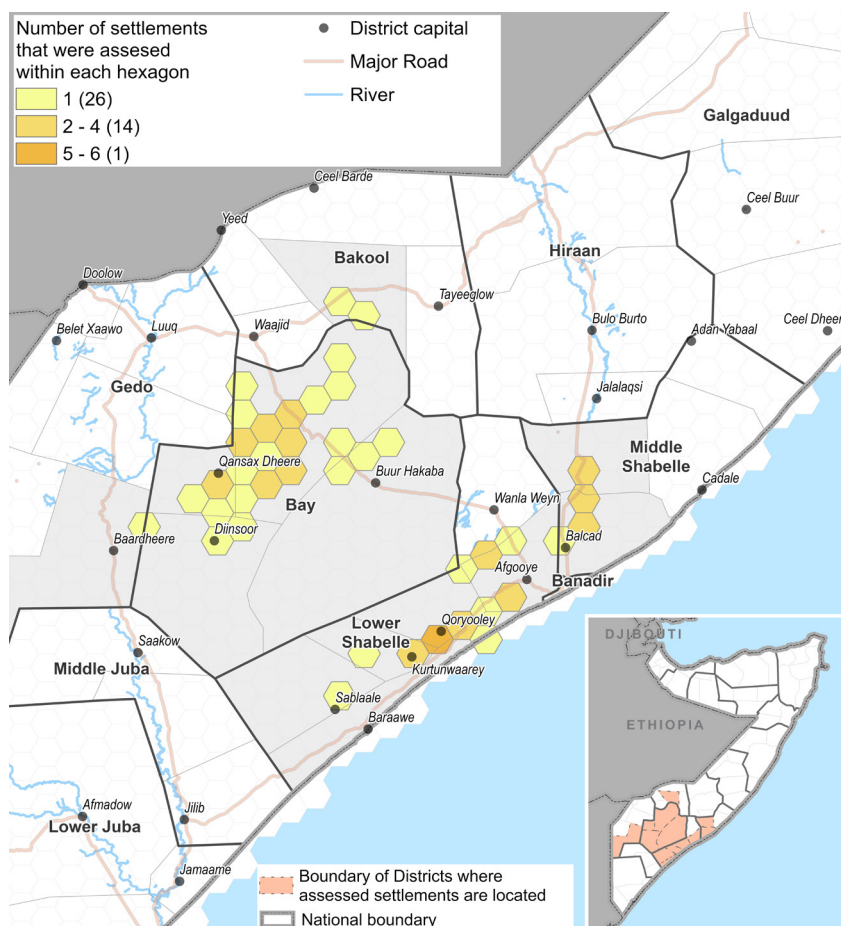 Number of settlements
that were assesed
within each hexagon
1 (26)
2 - 4 (14)
5 - 6 (1)
District capital
Major Road
River
Galgaduud
Ceel Barde
Ceel Buur
Yeed
Hiraan
Bakool
Doolow
Tayeeglow
Belet Xaawo
Luuq
Waajid
Bulo Burto
Adan Yabaal
Ceel Dheer
Gedo
Jalalaqsi
Middle
Shabelle
Qansax Dheere
Buur Hakaba
Cadale
Bay
Wanla Weyn
Baardheere
Diinsoor
Balcad
Afgooye
Banadir
Lower
Shabelle
Qoryooley
Saakow
Kurtunwaarey
Middle Juba
Sablaale
Baraawe
Afmadow
Jilib
Lower Juba
Jamaame
DJIBOUTI
ETHIOPIA
Boundary of Districts where
assessed settlements are located
National boundary